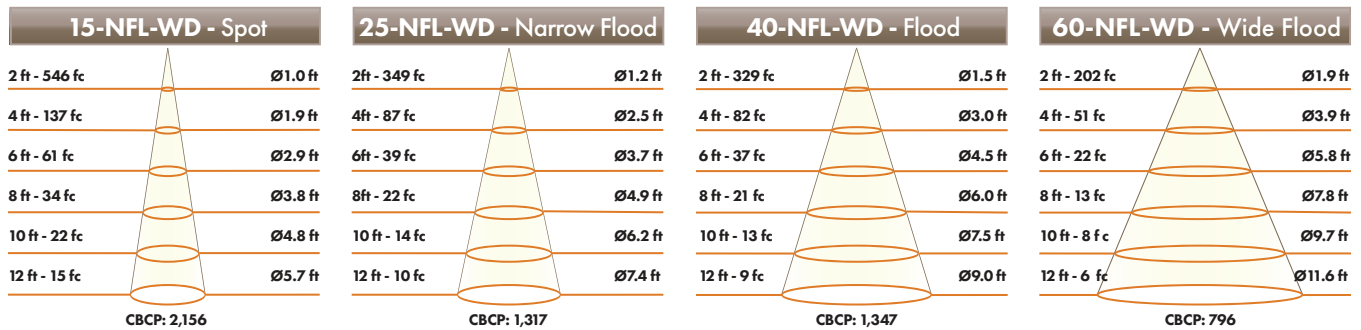 15-NFL-WD - Spot
2 ft - 546 fc Ø1.0 ft
4 ft - 137 fc Ø1.9 ft
6 ft - 61 fc Ø2.9 ft
8 ft - 34 fc Ø3.8 ft
10 ft - 22 fc Ø4.8 ft
12 ft - 15 fc Ø5.7 ft
CBCP: 2,156
25-NFL-WD - Narrow Flood
2ft - 349 fc Ø1.2 ft
4ft - 87 fc Ø2.5 ft
6ft - 39 fc Ø3.7 ft
8ft - 22 fc Ø4.9 ft
10 ft - 14 fc Ø6.2 ft
12 ft - 10 fc Ø7.4 ft
CBCP: 1,317
40-NFL-WD - Flood
2 ft - 329 fc Ø1.5 ft
4 ft - 82 fc Ø3.0 ft
6 ft - 37 fc Ø4.5 ft
8 ft - 21 fc Ø6.0 ft
10 ft - 13 fc Ø7.5 ft
12 ft - 9 fc Ø9.0 ft
CBCP: 1,347
60-NFL-WD - Wide Flood
2 ft - 202 fc Ø1.9 ft
4 ft - 51 fc Ø3.9 ft
6 ft - 22 fc Ø5.8 ft
8 ft - 13 fc Ø7.8 ft
10 ft - 8 f c Ø9.7 ft
12 ft - 6 fc Ø11.6 ft
CBCP: 796